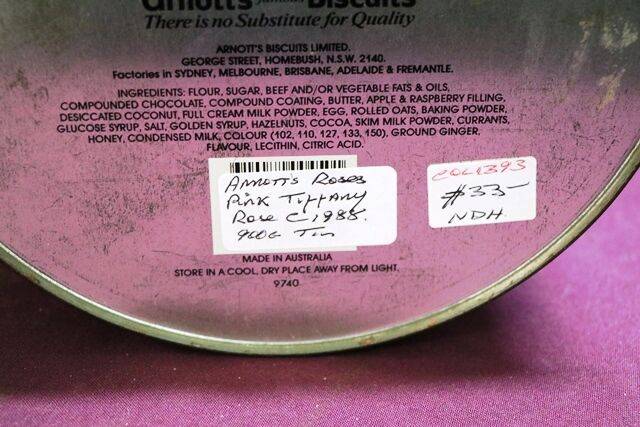 Arnott's famous Biscuits
There is no Substitute for Quality
ARNOTT'S BISCUITS LIMITED,
GEORGE STREET, HOMEBUSH, N.S.W. 2140.
Factories in SYDNEY, MELBOURNE, BRISBANE, ADELAIDE & FREMANTLE.
INGREDIENTS: FLOUR, SUGAR, BEEF AND/OR VEGETABLE FATS & OILS,
COMPOUNDED CHOCOLATE, COMPOUND COATING, BUTTER, APPLE & RASPBERRY FILLING,
DESICCATED COCONUT, FULL CREAM MILK POWDER, EGG, ROLLED OATS, BAKING POWDER,
GLUCOSE SYRUP, SALT, GOLDEN SYRUP, HAZELNUTS, COCOA, SKIM MILK POWDER, CURRANTS,
HONEY, CONDENSED MILK, COLOUR (102, 110, 127, 133, 150), GROUND GINGER,
FLAVOUR, LECITHIN, CITRIC ACID.
Arnott's Roses
Pink Tiffany
Rose C 1988.
900G Tin
COL1393
$33-
NDH
MADE IN AUSTRALIA
STORE IN A COOL, DRY PLACE AWAY FROM LIGHT.
9740